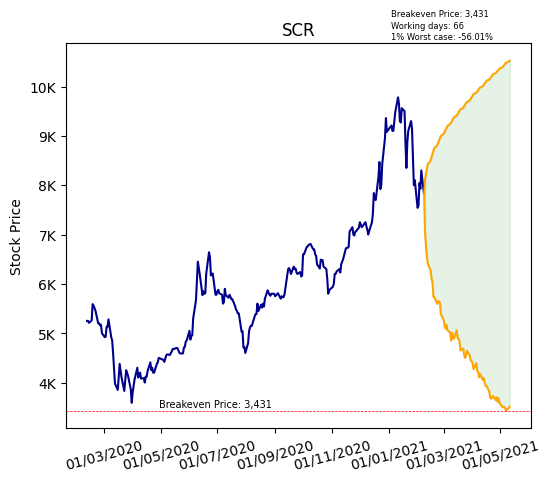 Breakeven Price: 3,431
Working days: 66
1% Worst case: -56.01%
SCR
Stock Price
10K
9K
8K
7K
6K
5K
4K
Breakeven Price: 3,431
01/03/2020
01/05/2020
01/07/2020
01/09/2020
01/11/2020
01/01/2021
01/03/2021
01/05/2021